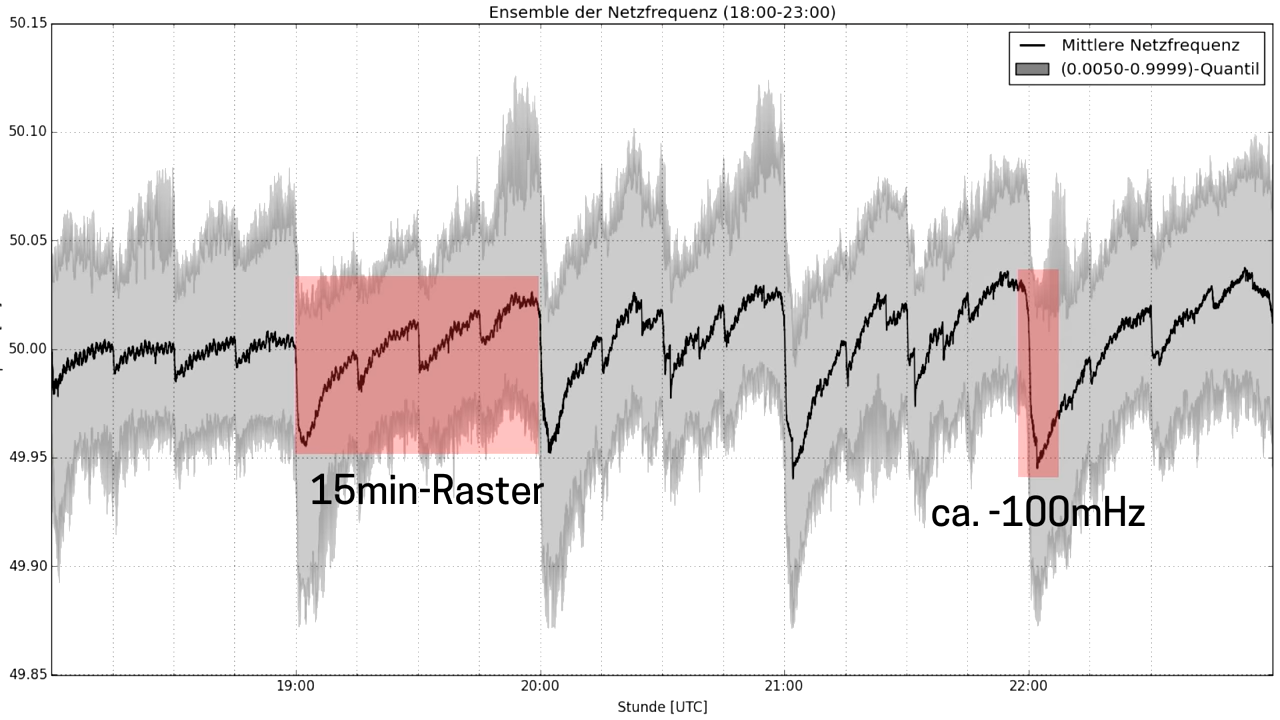 Ensemble der Netzfrequenz (18:00-23:00)
50.15
Mittlere Netzfrequenz
(0.0050-0.9999)-Quantil
50.10
50.05
50.00
49.95
15min-Raster
ca. -100mHz
49.90
49.85
19:00 20:00 21:00 22:00
Stunde [UTC]